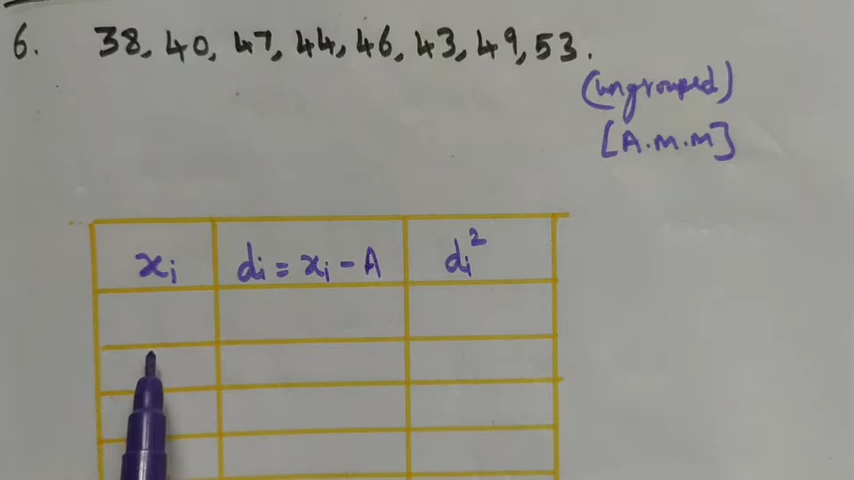 6. 38, 40, 47, 44, 46, 43, 49, 53.
(ungrouped)
[A.M.M]
xi di = xi - A di²